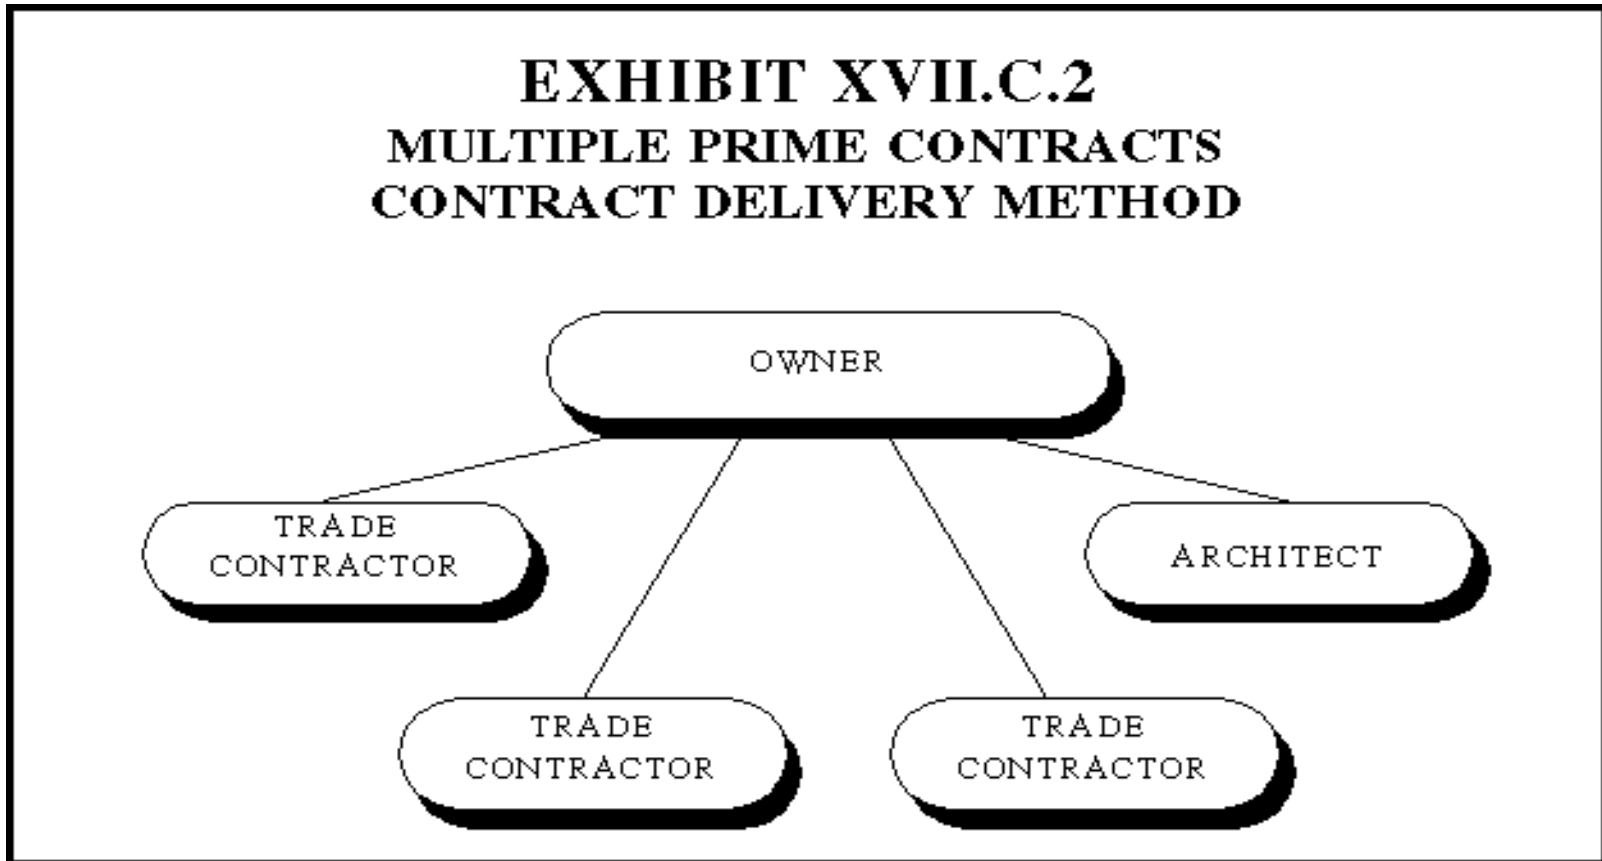 EXHIBIT XVII.C.2
MULTIPLE PRIME CONTRACTS
CONTRACT DELIVERY METHOD
OWNER
TRADE
CONTRACTOR
ARCHITECT
TRADE
CONTRACTOR
TRADE
CONTRACTOR